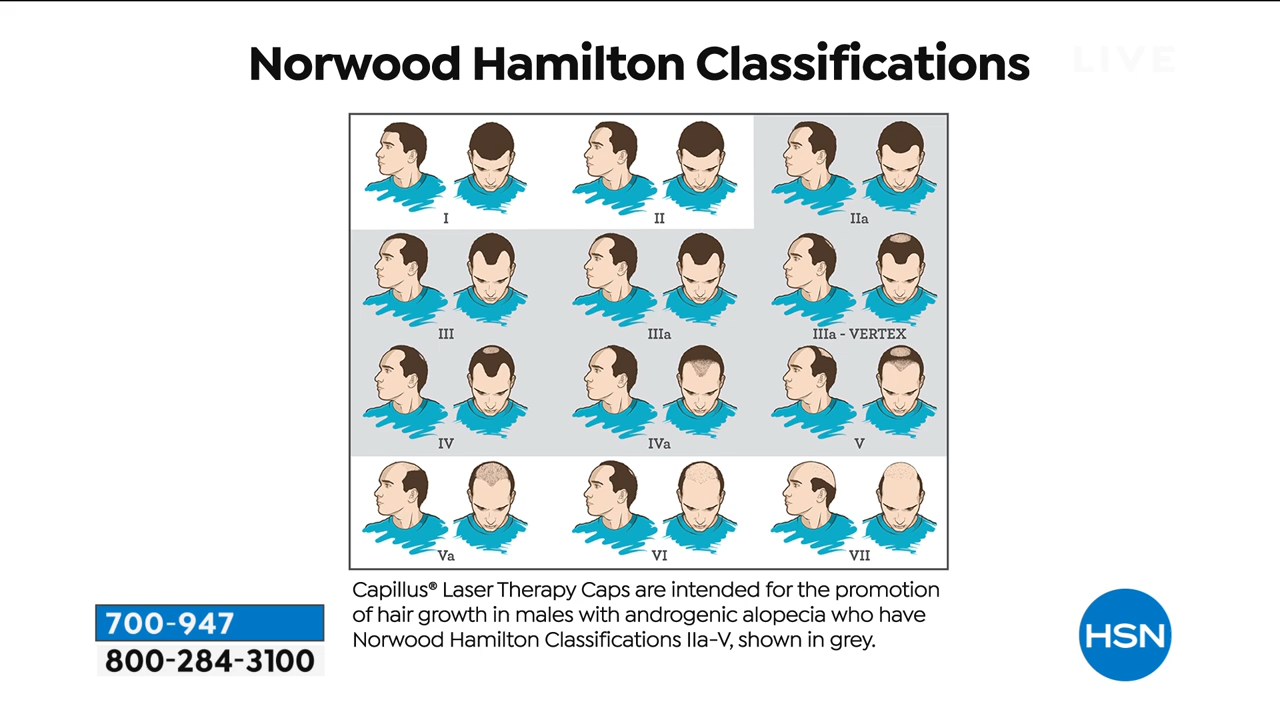 Norwood Hamilton Classifications
LIVE
I
II
IIa
III
IIIa
IIIa - VERTEX
IV
IVa
V
Va
VI
VII
Capillus® Laser Therapy Caps are intended for the promotion
of hair growth in males with androgenic alopecia who have
Norwood Hamilton Classifications IIa-V, shown in grey.
700-947
800-284-3100
HSN